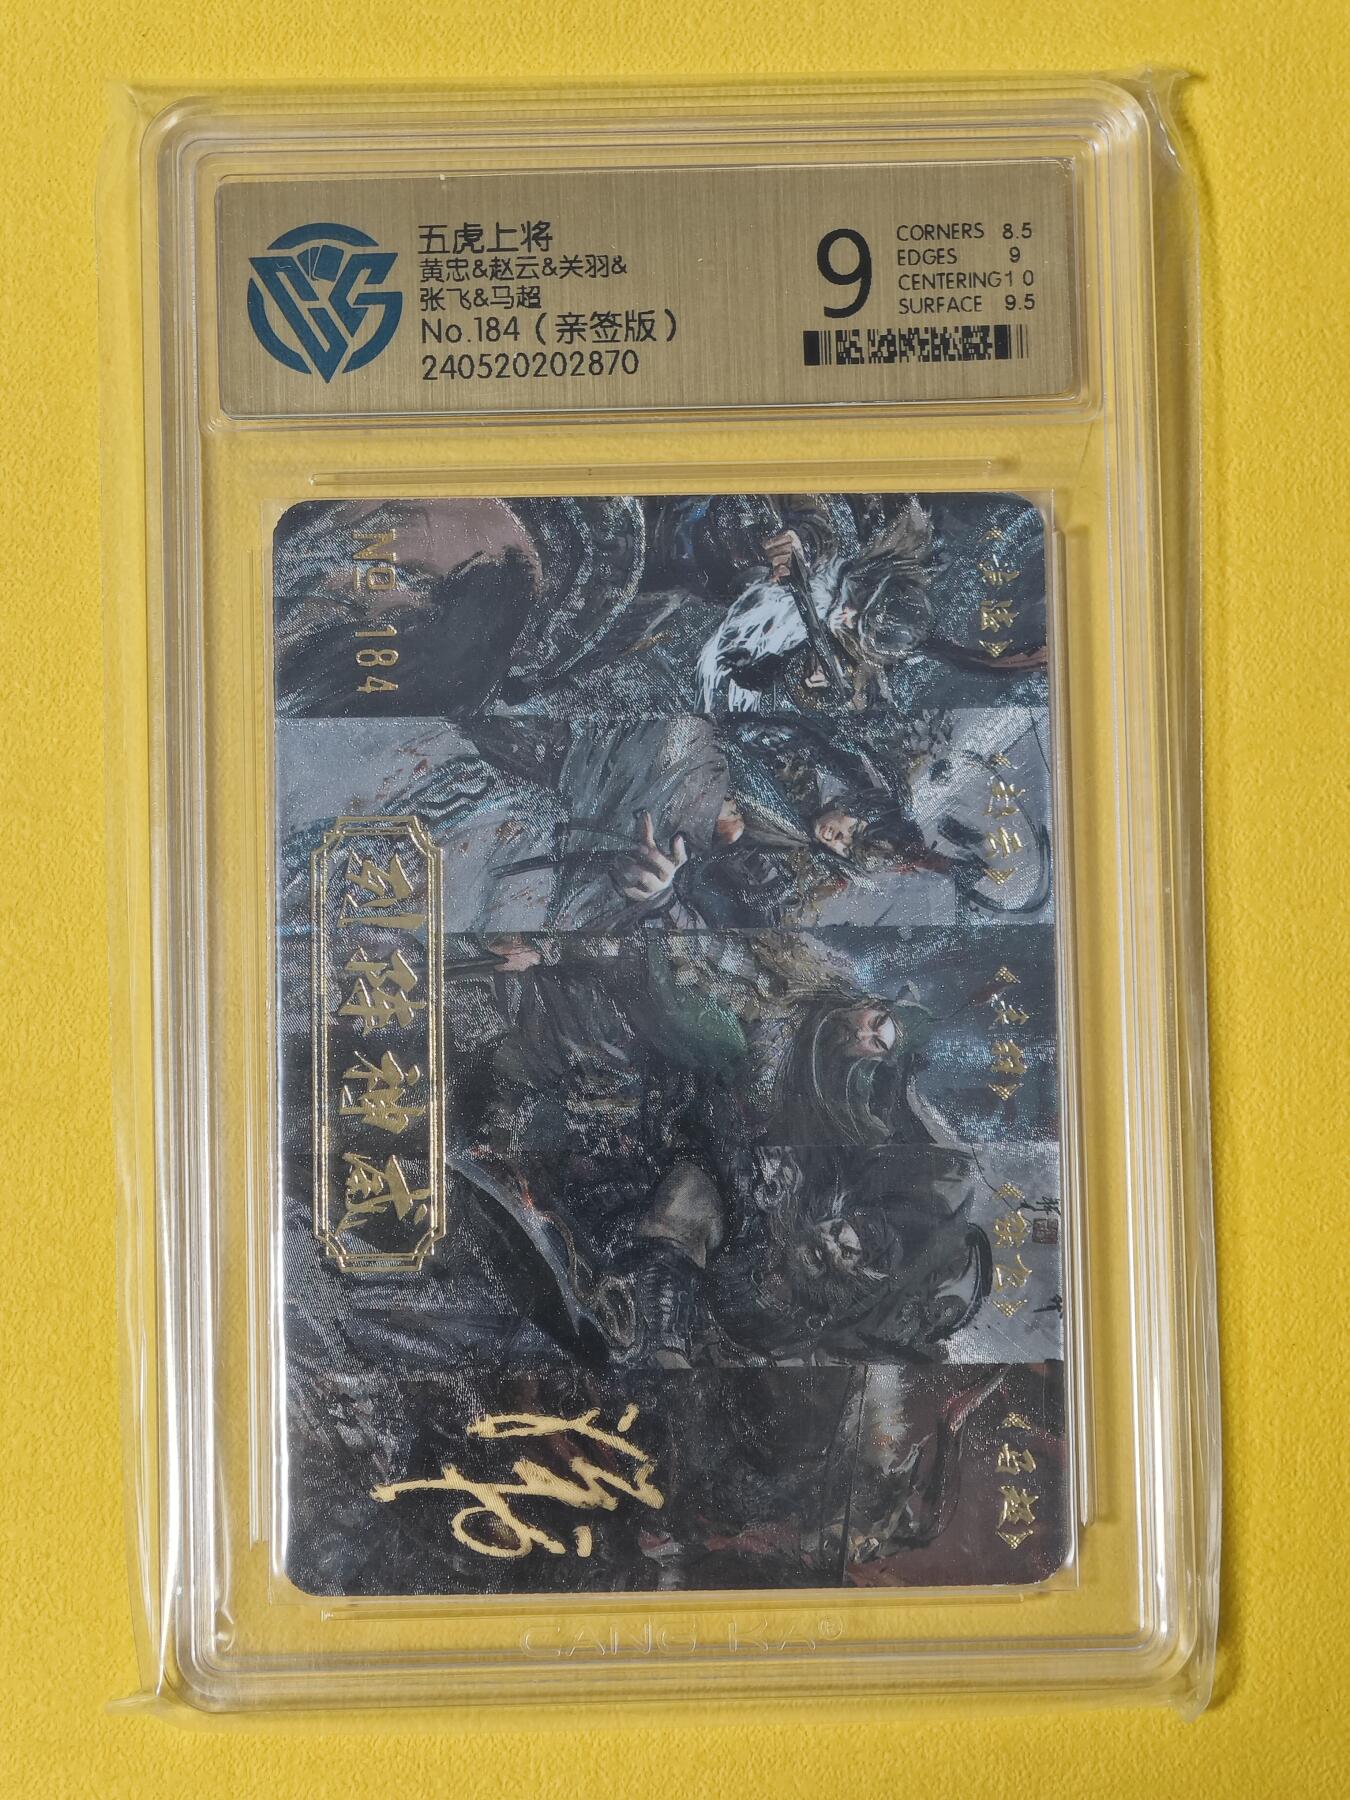 五虎上将
黄忠&赵云&关羽&
张飞&马超
No.184（亲签版）
240520202870
9
CORNERS 8.5
EDGES 9
CENTERING 10
SURFACE 9.5
No 184
《黄忠》
《赵云》
《关羽》
《张飞》
《马超》
列阵神威
CANG KA®